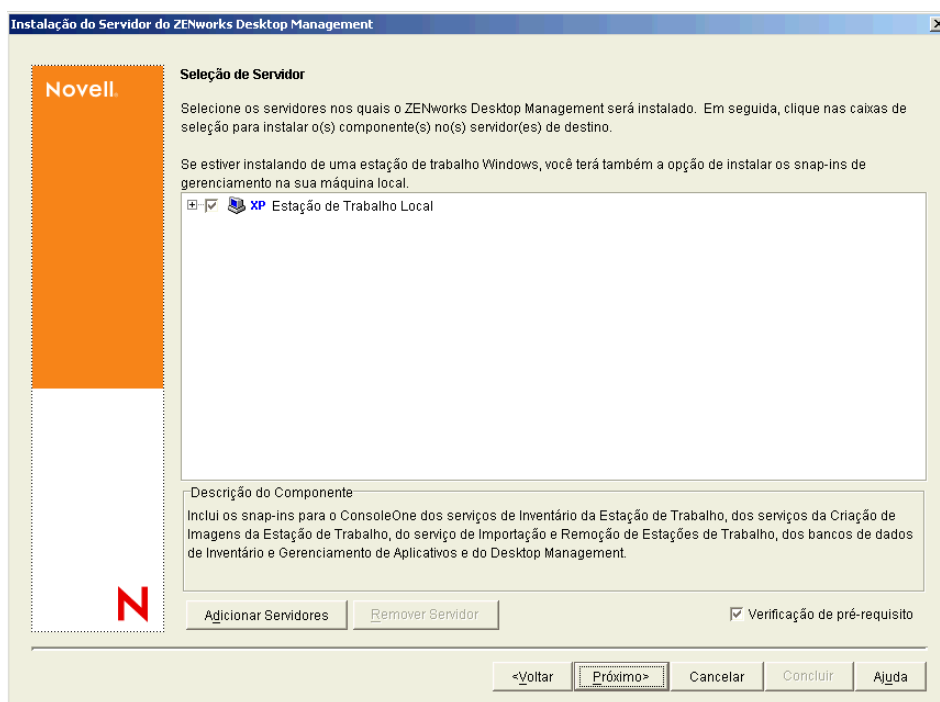 Instalação do Servidor do ZENworks Desktop Management
Novell.
Seleção de Servidor
Selecione os servidores nos quais o ZENworks Desktop Management será instalado. Em seguida, clique nas caixas de
seleção para instalar o(s) componente(s) no(s) servidor(es) de destino.
Se estiver instalando de uma estação de trabalho Windows, você terá também a opção de instalar os snap-ins de
gerenciamento na sua máquina local.
XP Estação de Trabalho Local
Descrição do Componente
Inclui os snap-ins para o ConsoleOne dos serviços de Inventário da Estação de Trabalho, dos serviços da Criação de
Imagens da Estação de Trabalho, do serviço de Importação e Remoção de Estações de Trabalho, dos bancos de dados
de Inventário e Gerenciamento de Aplicativos e do Desktop Management.
N
Adicionar Servidores Remover Servidor Verificação de pré-requisito
<Voltar Próximo> Cancelar Concluir Ajuda